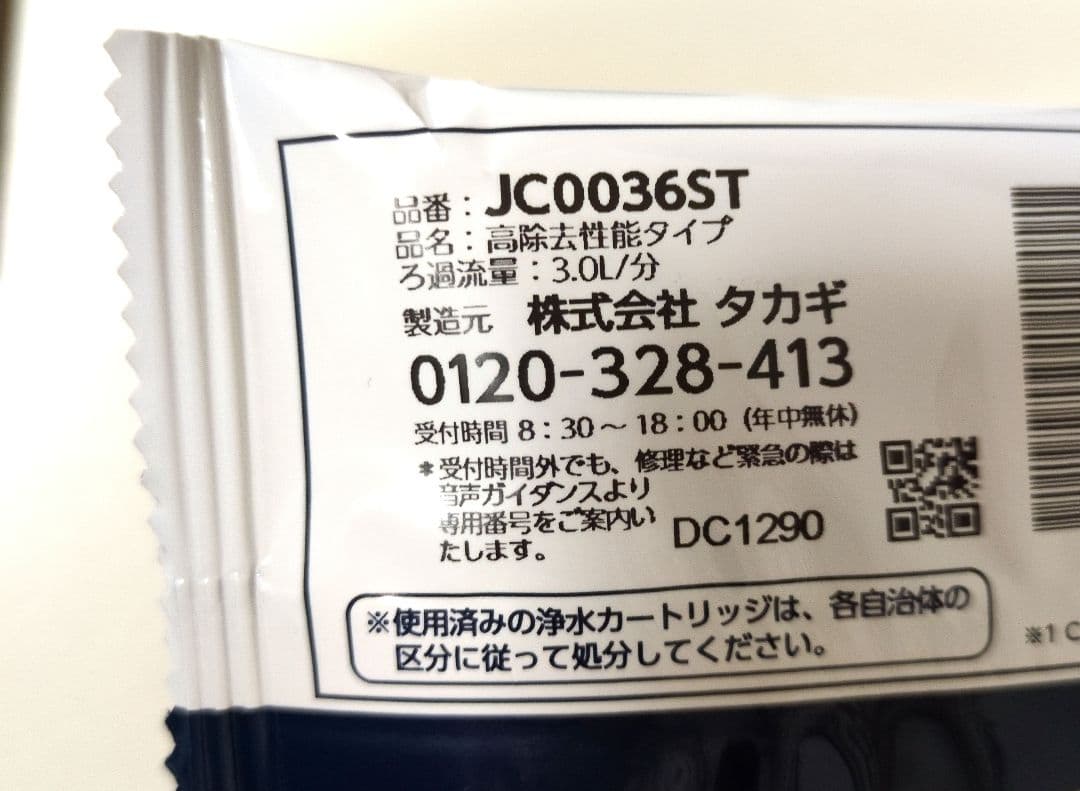 品番：JC0036ST
品名：高除去性能タイプ
ろ過流量：3.0L/分
製造元　株式会社 タカギ
0120-328-413
受付時間 8：30～18：00（年中無休）
＊受付時間外でも、修理など緊急の際は
音声ガイダンスより
専用番号をご案内い
たします。
DC1290
※使用済みの浄水カートリッジは、各自治体の
区分に従って処分してください。
※1 C